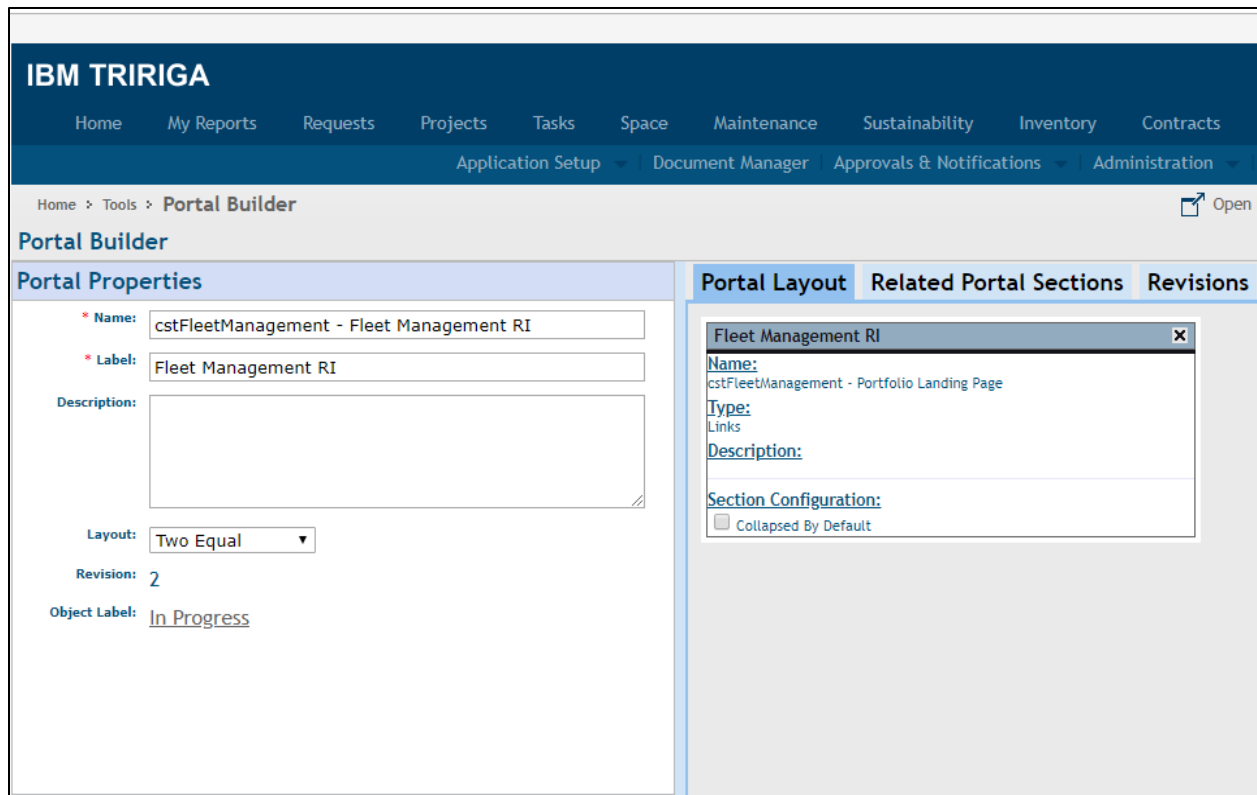 IBM TRIRIGA
Home My Reports Requests Projects Tasks Space Maintenance Sustainability Inventory Contracts
Application Setup Document Manager Approvals & Notifications Administration
Home > Tools > Portal Builder Open
Portal Builder
Portal Properties
* Name: cstFleetManagement - Fleet Management RI
* Label: Fleet Management RI
Description:
Layout: Two Equal
Revision: 2
Object Label: In Progress
Portal Layout Related Portal Sections Revisions
Fleet Management RI
Name:
cstFleetManagement - Portfolio Landing Page
Type:
Links
Description:
Section Configuration:
Collapsed By Default